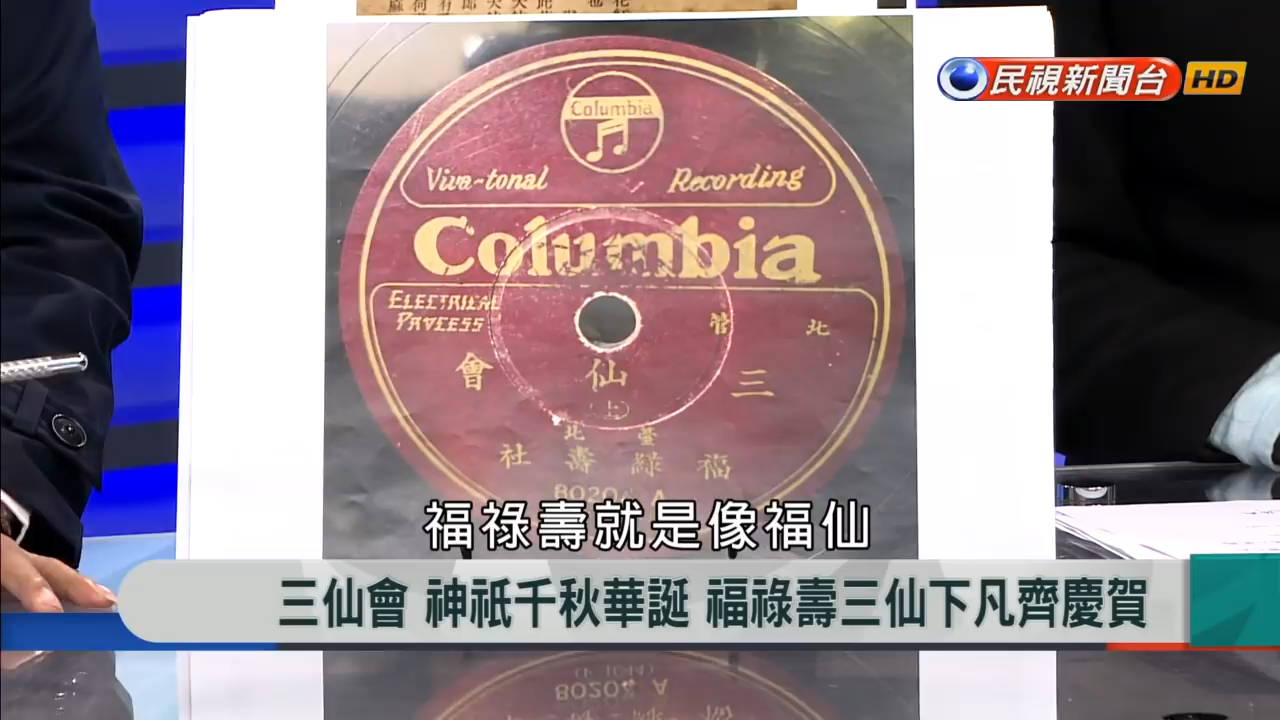 民視新聞台 HD
Columbia
Viva-tonal Recording
Columbia
ELECTRICAL
PROCESS
北管
三仙會
(上)
臺北
福綠壽社
福祿壽就是像福仙
三仙會 神祇千秋華誕 福祿壽三仙下凡齊慶賀